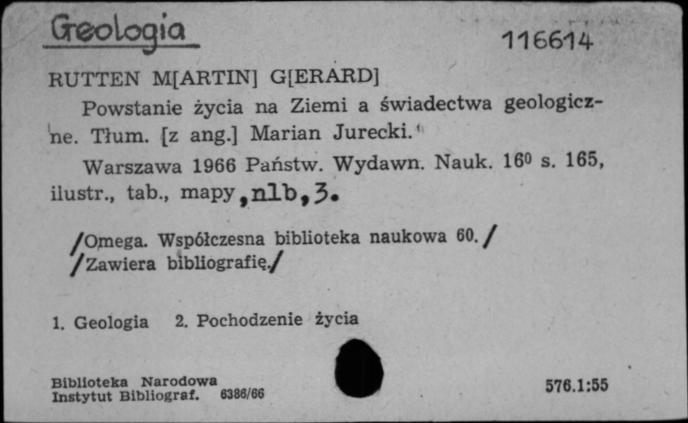 Geologia
116614
RUTTEN M[ARTIN] G[ERARD]
Powstanie życia na Ziemi a świadectwa geologicz-
ne. Tłum. [z ang.] Marian Jurecki.
Warszawa 1966 Państw. Wydawn. Nauk. 16⁰ s. 165,
ilustr., tab., mapy, nlb, 3.
/Omega. Współczesna biblioteka naukowa 60./
/Zawiera bibliografię./
1. Geologia 2. Pochodzenie życia
Biblioteka Narodowa
Instytut Bibliograf. 6386/66
576.1:55